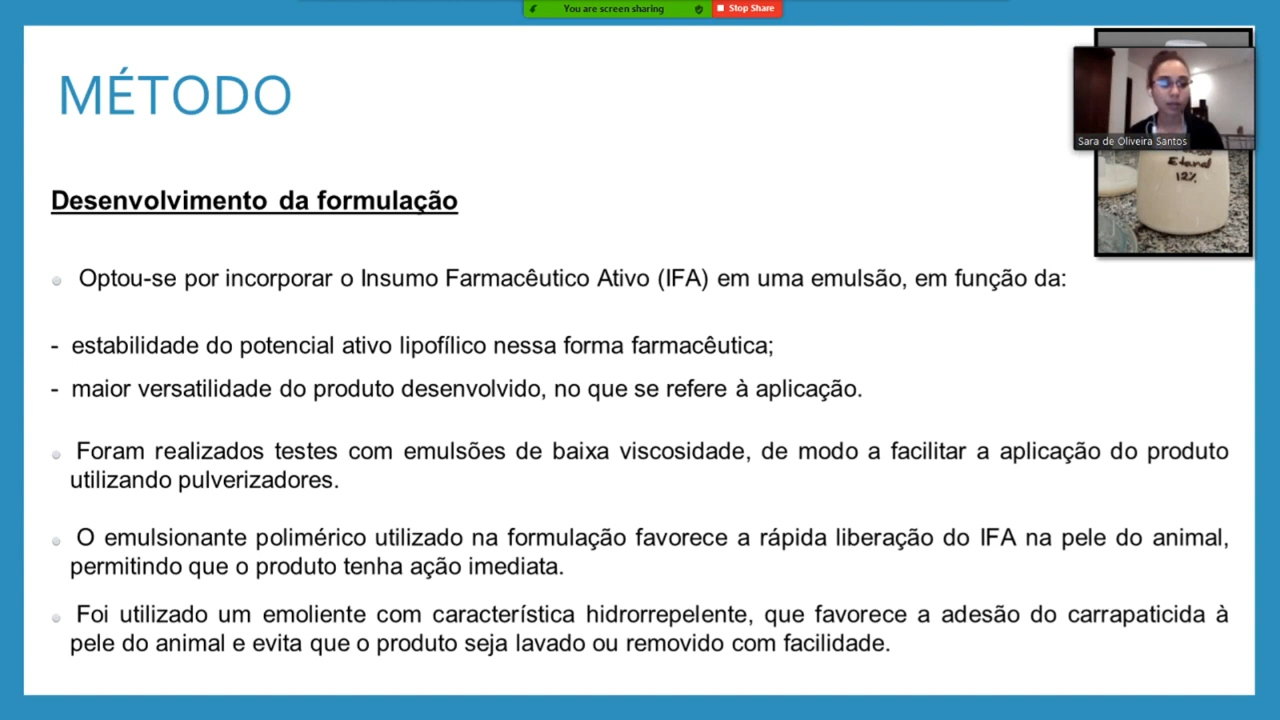 You are screen sharing
Stop Share
MÉTODO
Sara de Oliveira Santos
Etanol
12%
Desenvolvimento da formulação
Optou-se por incorporar o Insumo Farmacêutico Ativo (IFA) em uma emulsão, em função da:
- estabilidade do potencial ativo lipofílico nessa forma farmacêutica;
- maior versatilidade do produto desenvolvido, no que se refere à aplicação.
Foram realizados testes com emulsões de baixa viscosidade, de modo a facilitar a aplicação do produto
utilizando pulverizadores.
O emulsionante polimérico utilizado na formulação favorece a rápida liberação do IFA na pele do animal,
permitindo que o produto tenha ação imediata.
Foi utilizado um emoliente com característica hidrorrepelente, que favorece a adesão do carrapaticida à
pele do animal e evita que o produto seja lavado ou removido com facilidade.